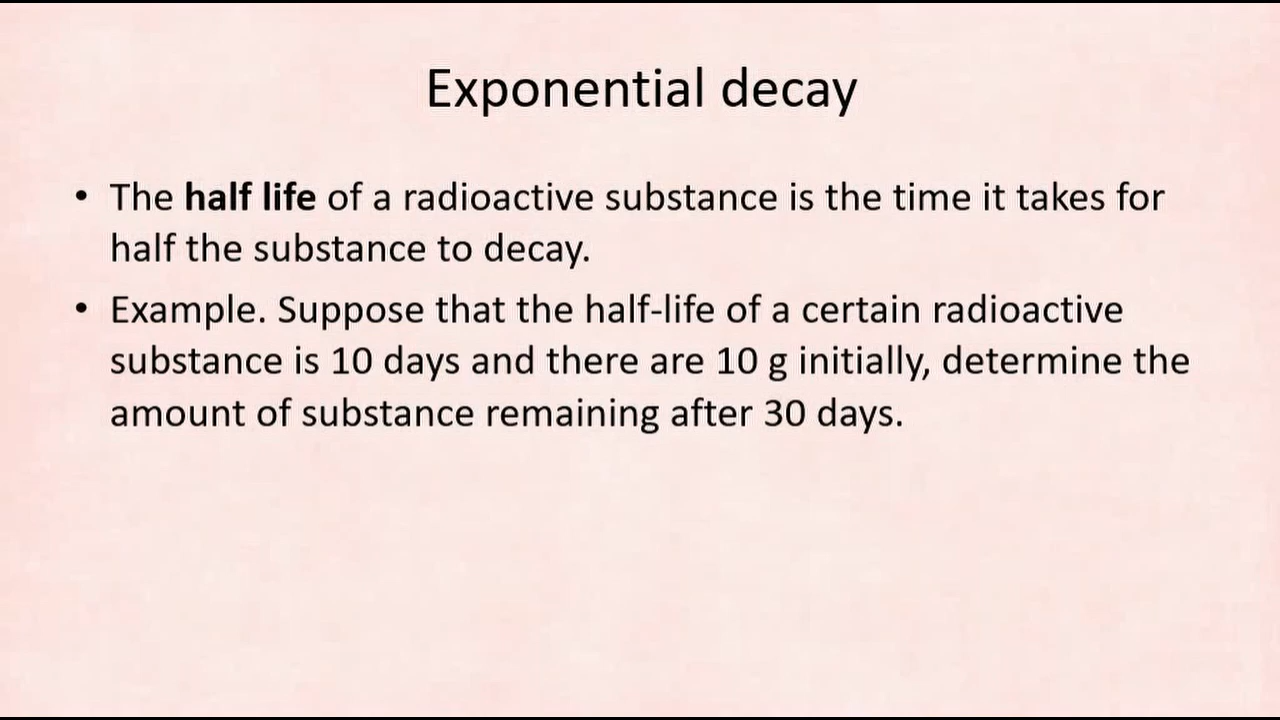 Exponential decay
• The half life of a radioactive substance is the time it takes for
half the substance to decay.
• Example. Suppose that the half-life of a certain radioactive
substance is 10 days and there are 10 g initially, determine the
amount of substance remaining after 30 days.